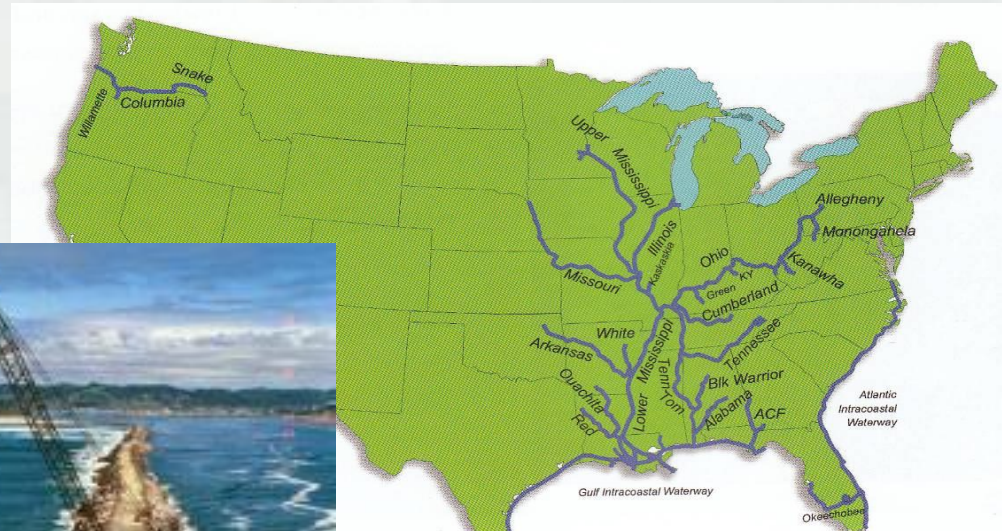 Snake
Columbia
Willamette
Upper
Mississippi
Illinois
Kaskaskia
Missouri
Ohio
KY
Green
Cumberland
Kanawha
Allegheny
Monongahela
Tennessee
White
Arkansas
Ouachita
Red
Lower Mississippi
Tenn Tom
Blk Warrior
Alabama
ACF
Atlantic
Intracoastal
Waterway
Gulf Intracoastal Waterway
Okeechobee